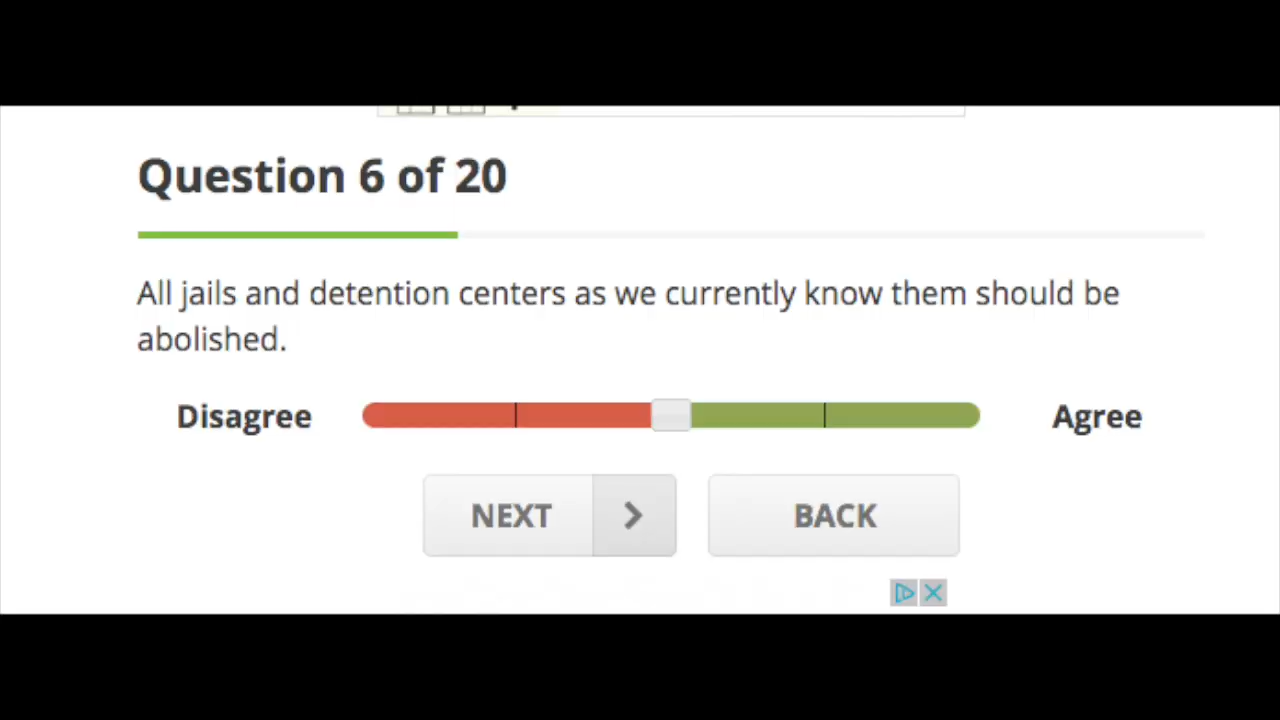 Question 6 of 20
All jails and detention centers as we currently know them should be
abolished.
Disagree
Agree
NEXT
BACK